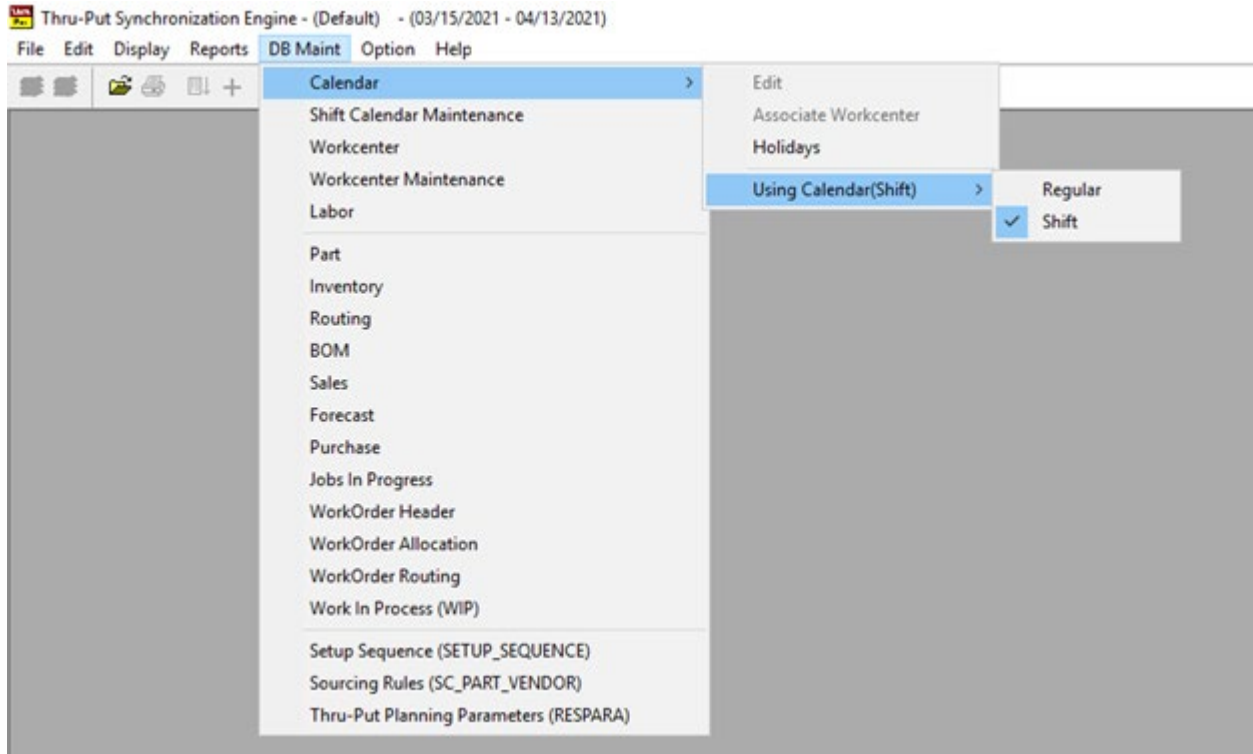 Thru-Put Synchronization Engine - (Default) - (03/15/2021 - 04/13/2021)
File Edit Display Reports DB Maint Option Help
Calendar
Shift Calendar Maintenance
Workcenter
Workcenter Maintenance
Labor
Part
Inventory
Routing
BOM
Sales
Forecast
Purchase
Jobs In Progress
WorkOrder Header
WorkOrder Allocation
WorkOrder Routing
Work In Process (WIP)
Setup Sequence (SETUP_SEQUENCE)
Sourcing Rules (SC_PART_VENDOR)
Thru-Put Planning Parameters (RESPARA)
Edit
Associate Workcenter
Holidays
Using Calendar(Shift)
Regular
Shift